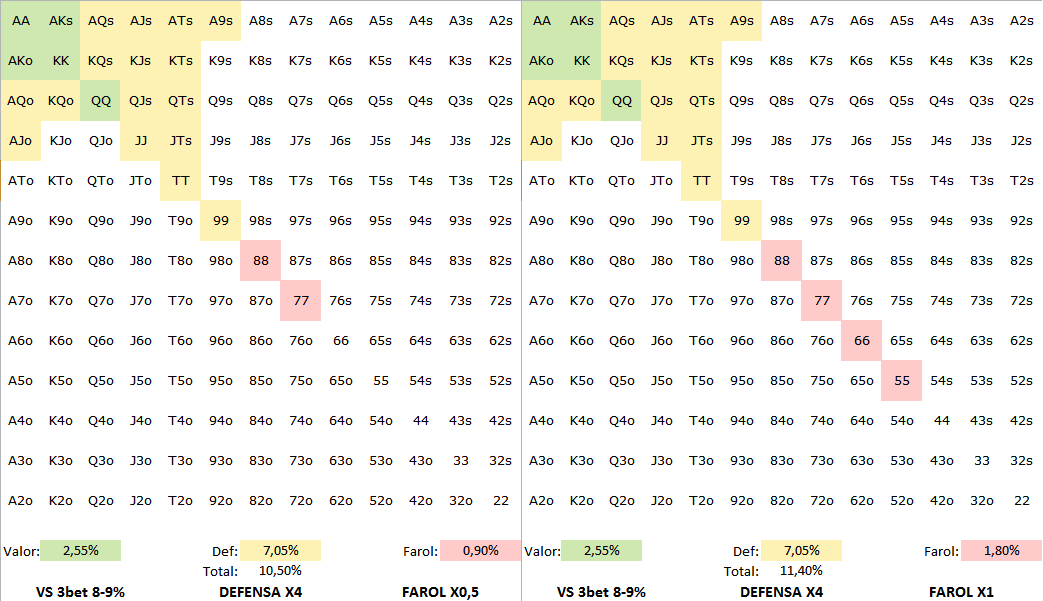 AA AKs AQs AJs ATs A9s A8s A7s A6s A5s A4s A3s A2s AA AKs AQs AJs ATs A9s A8s A7s A6s A5s A4s A3s A2s
AKo KK KQs KJs KTs K9s K8s K7s K6s K5s K4s K3s K2s AKo KK KQs KJs KTs K9s K8s K7s K6s K5s K4s K3s K2s
AQo KQo QQ QJs QTs Q9s Q8s Q7s Q6s Q5s Q4s Q3s Q2s AQo KQo QQ QJs QTs Q9s Q8s Q7s Q6s Q5s Q4s Q3s Q2s
AJo KJo QJo JJ JTs J9s J8s J7s J6s J5s J4s J3s J2s AJo KJo QJo JJ JTs J9s J8s J7s J6s J5s J4s J3s J2s
ATo KTo QTo JTo TT T9s T8s T7s T6s T5s T4s T3s T2s ATo KTo QTo JTo TT T9s T8s T7s T6s T5s T4s T3s T2s
A9o K9o Q9o J9o T9o 99 98s 97s 96s 95s 94s 93s 92s A9o K9o Q9o J9o T9o 99 98s 97s 96s 95s 94s 93s 92s
A8o K8o Q8o J8o T8o 98o 88 87s 86s 85s 84s 83s 82s A8o K8o Q8o J8o T8o 98o 88 87s 86s 85s 84s 83s 82s
A7o K7o Q7o J7o T7o 97o 87o 77 76s 75s 74s 73s 72s A7o K7o Q7o J7o T7o 97o 87o 77 76s 75s 74s 73s 72s
A6o K6o Q6o J6o T6o 96o 86o 76o 66 65s 64s 63s 62s A6o K6o Q6o J6o T6o 96o 86o 76o 66 65s 64s 63s 62s
A5o K5o Q5o J5o T5o 95o 85o 75o 65o 55 54s 53s 52s A5o K5o Q5o J5o T5o 95o 85o 75o 65o 55 54s 53s 52s
A4o K4o Q4o J4o T4o 94o 84o 74o 64o 54o 44 43s 42s A4o K4o Q4o J4o T4o 94o 84o 74o 64o 54o 44 43s 42s
A3o K3o Q3o J3o T3o 93o 83o 73o 63o 53o 43o 33 32s A3o K3o Q3o J3o T3o 93o 83o 73o 63o 53o 43o 33 32s
A2o K2o Q2o J2o T2o 92o 82o 72o 62o 52o 42o 32o 22 A2o K2o Q2o J2o T2o 92o 82o 72o 62o 52o 42o 32o 22
Valor: 2,55% Def: 7,05% Farol: 0,90% Valor: 2,55% Def: 7,05% Farol: 1,80%
Total: 10,50% Total: 11,40%
VS 3bet 8-9% DEFENSA X4 FAROL X0,5 VS 3bet 8-9% DEFENSA X4 FAROL X1